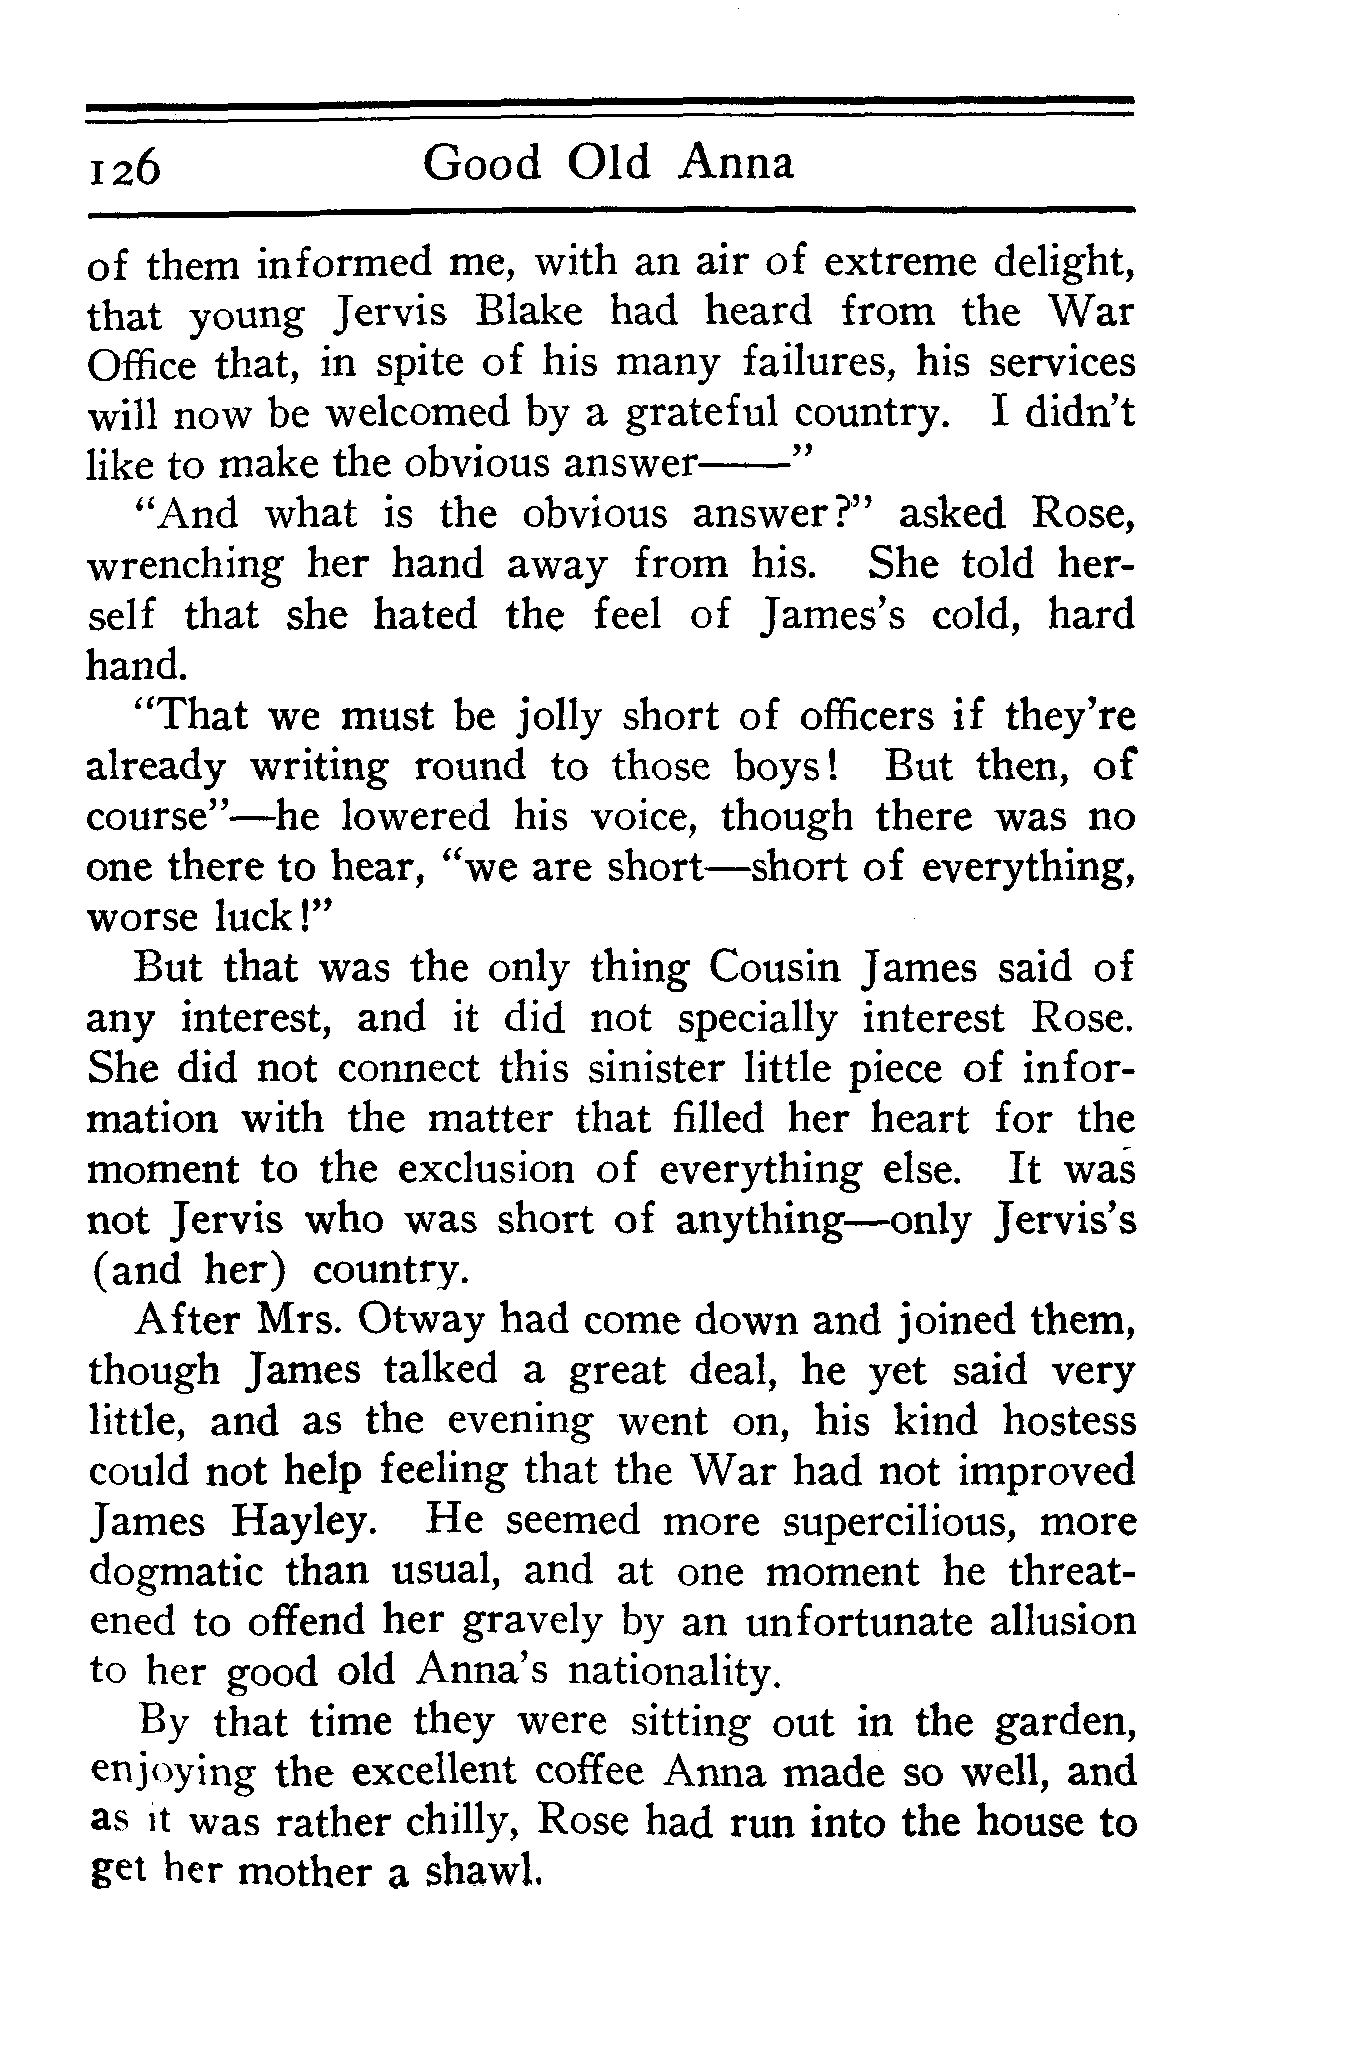 126 Good Old Anna
of them informed me, with an air of extreme delight,
that young Jervis Blake had heard from the War
Office that, in spite of his many failures, his services
will now be welcomed by a grateful country. I didn't
like to make the obvious answer——"
"And what is the obvious answer?" asked Rose,
wrenching her hand away from his. She told her-
self that she hated the feel of James's cold, hard
hand.
"That we must be jolly short of officers if they're
already writing round to those boys! But then, of
course"—he lowered his voice, though there was no
one there to hear, "we are short—short of everything,
worse luck!"
But that was the only thing Cousin James said of
any interest, and it did not specially interest Rose.
She did not connect this sinister little piece of infor-
mation with the matter that filled her heart for the
moment to the exclusion of everything else. It was
not Jervis who was short of anything—only Jervis's
(and her) country.
After Mrs. Otway had come down and joined them,
though James talked a great deal, he yet said very
little, and as the evening went on, his kind hostess
could not help feeling that the War had not improved
James Hayley. He seemed more supercilious, more
dogmatic than usual, and at one moment he threat-
ened to offend her gravely by an unfortunate allusion
to her good old Anna's nationality.
By that time they were sitting out in the garden,
enjoying the excellent coffee Anna made so well, and
as it was rather chilly, Rose had run into the house to
get her mother a shawl.